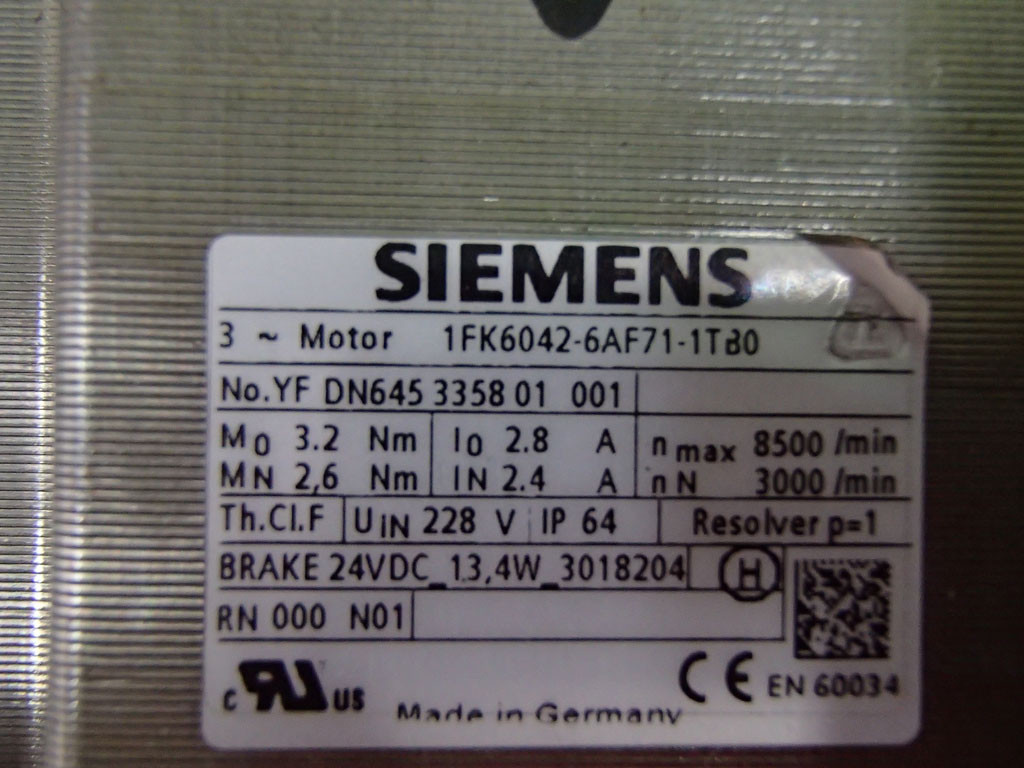 SIEMENS
3 ~ Motor 1FK6042-6AF71-1TB0
No.YF DN645 3358 01 001
M0 3.2 Nm I0 2.8 A nmax 8500 /min
MN 2,6 Nm IN 2.4 A nN 3000 /min
Th.Cl.F UIN 228 V IP 64 Resolver p=1
BRAKE 24VDC_13,4W_3018204 H
RN 000 N01
c RU US CE EN 60034
Made in Germany